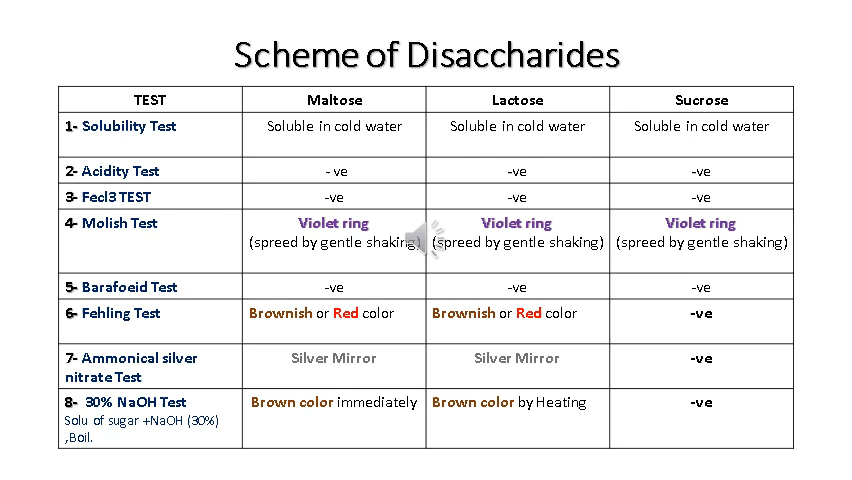 Scheme of Disaccharides
TEST Maltose Lactose Sucrose
1- Solubility Test Soluble in cold water Soluble in cold water Soluble in cold water
2- Acidity Test - ve -ve -ve
3- Fecl3 TEST -ve -ve -ve
4- Molish Test Violet ring Violet ring Violet ring
(spreed by gentle shaking) (spreed by gentle shaking) (spreed by gentle shaking)
5- Barafoeid Test -ve -ve -ve
6- Fehling Test Brownish or Red color Brownish or Red color -ve
7- Ammonical silver Silver Mirror Silver Mirror -ve
nitrate Test
8- 30% NaOH Test Brown color immediately Brown color by Heating -ve
Solu of sugar +NaOH (30%)
,Boil.